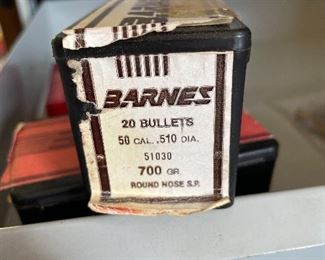 BARNES
20 BULLETS
50 CAL. .510 DIA.
51030
700 GR.
ROUND NOSE S.P.